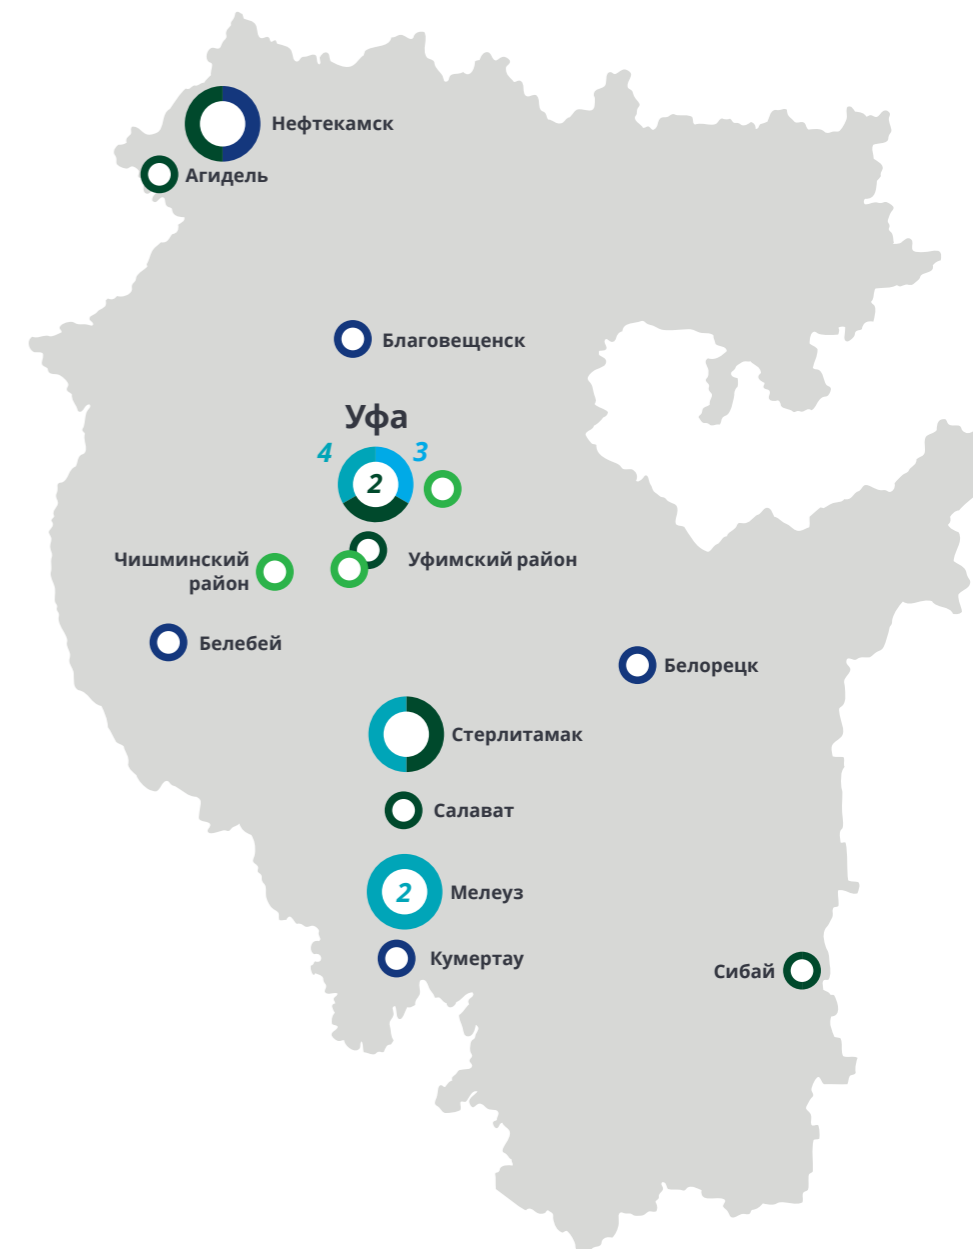 Нефтекамск
Агидель
Благовещенск
Уфа
4
3
2
Чишминский
район
Уфимский район
Белебей
Белорецк
Стерлитамак
Салават
2
Мелеуз
Кумертау
Сибай